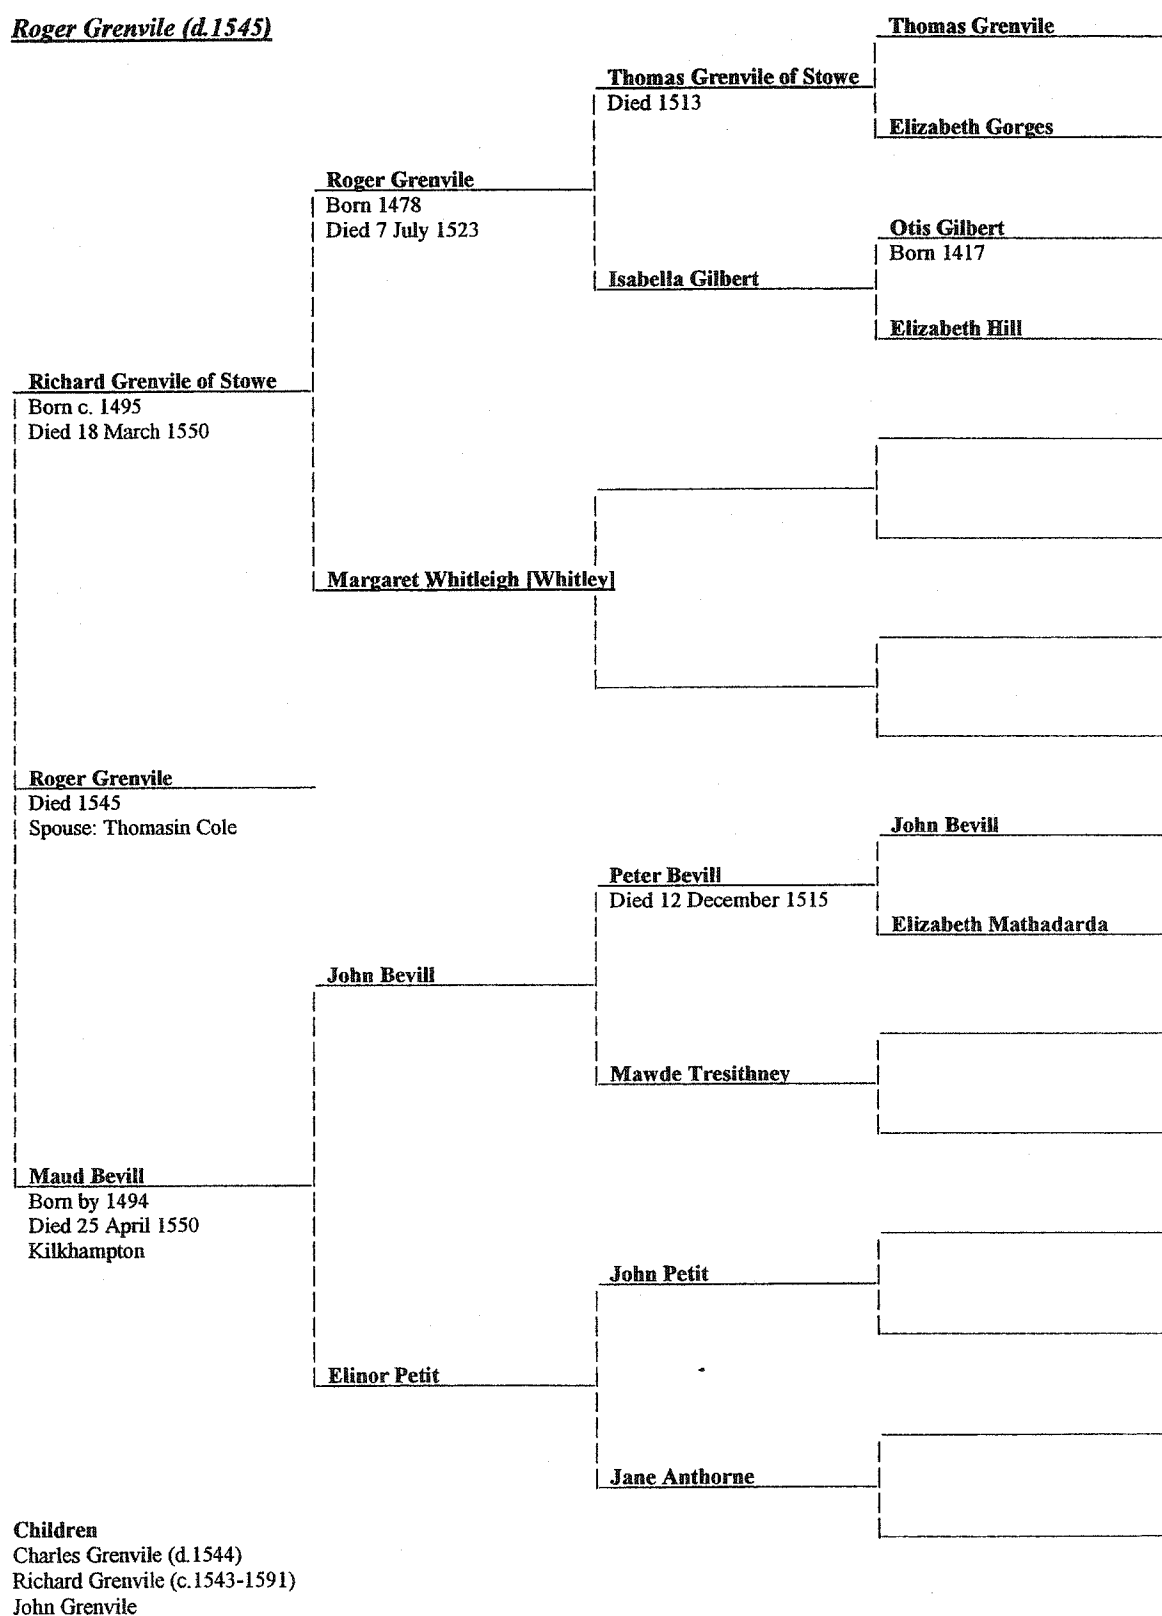 Roger Grenvile (d.1545)
Thomas Grenvile
Thomas Grenvile of Stowe
Died 1513
Elizabeth Gorges
Roger Grenvile
Born 1478
Died 7 July 1523
Otis Gilbert
Born 1417
Isabella Gilbert
Elizabeth Hill
Richard Grenvile of Stowe
Born c. 1495
Died 18 March 1550
Margaret Whitleigh [Whitley]
Roger Grenvile
Died 1545
Spouse: Thomasin Cole
John Bevill
Peter Bevill
Died 12 December 1515
Elizabeth Mathadarda
John Bevill
Mawde Tresithney
Maud Bevill
Born by 1494
Died 25 April 1550
Kilkhampton
John Petit
Elinor Petit
Jane Anthorne
Children
Charles Grenvile (d.1544)
Richard Grenvile (c.1543-1591)
John Grenvile